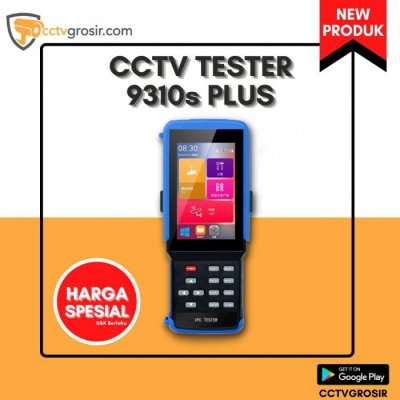 cctvgrosir.com
NEW
PRODUK
CCTV TESTER
9310s PLUS
08:30
HARGA
SPESIAL
S&K Berlaku
IPC TESTER
GET IT ON
Google Play
CCTVGROSIR